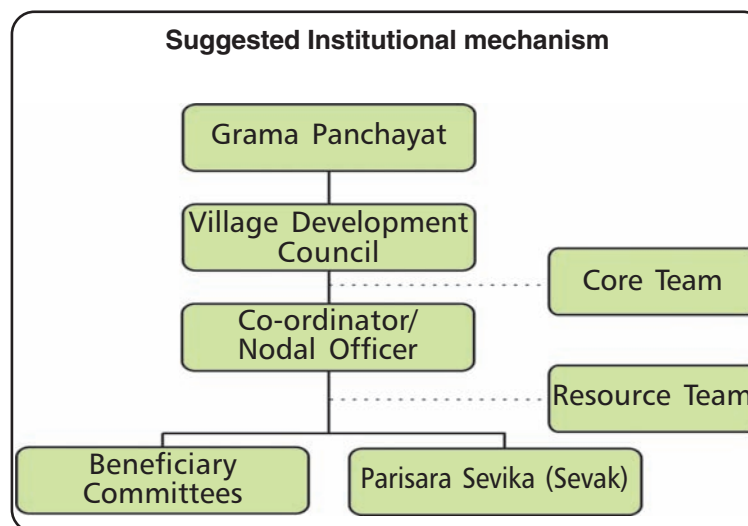 Suggested Institutional mechanism
Grama Panchayat
Village Development
Council
Core Team
Co-ordinator/
Nodal Officer
Resource Team
Beneficiary
Committees
Parisara Sevika (Sevak)